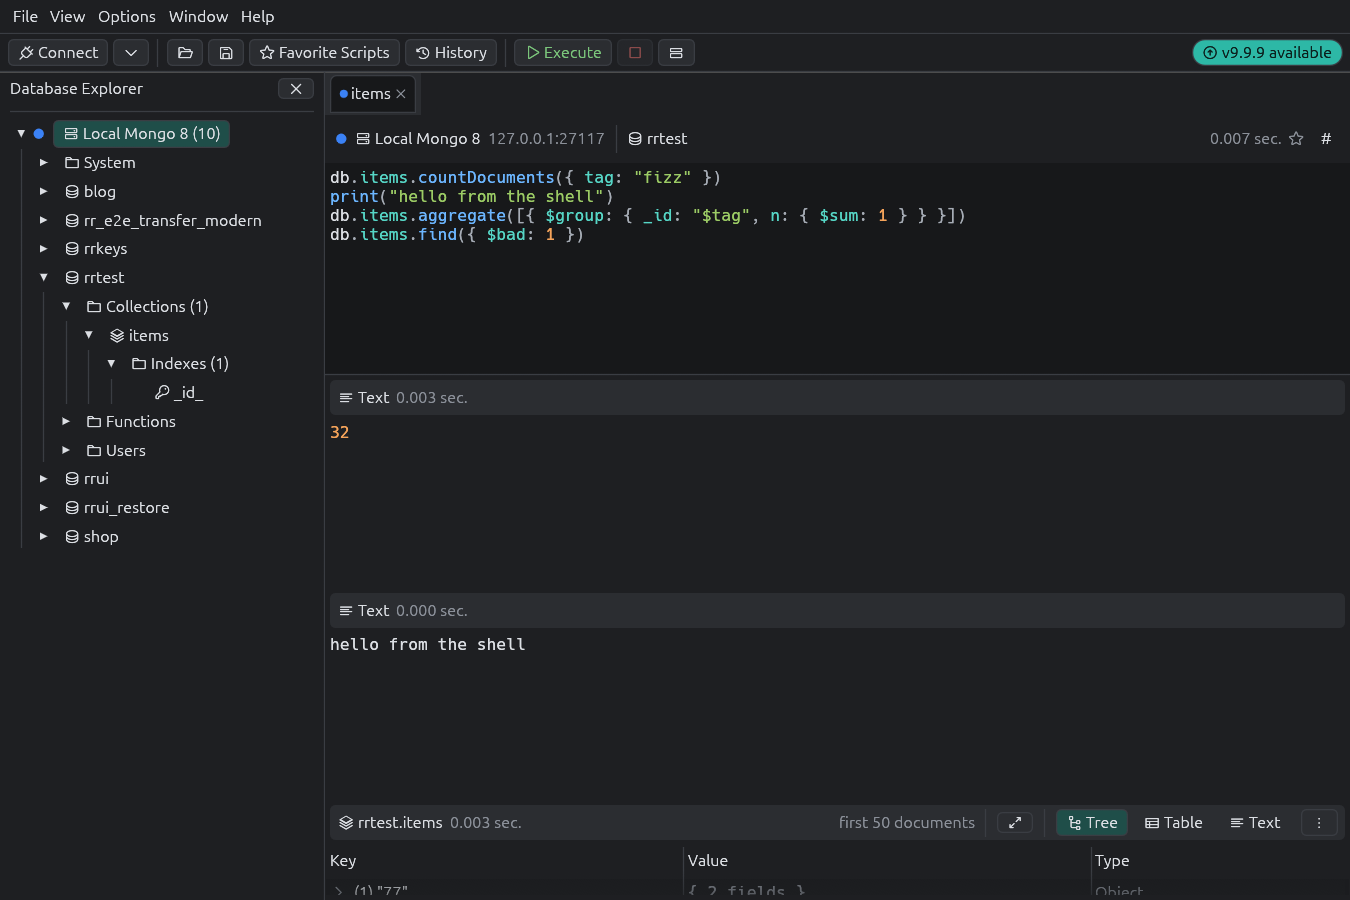 File View Options Window Help
Connect Favorite Scripts History Execute v9.9.9 available
Database Explorer
Local Mongo 8 (10)
System
blog
rr_e2e_transfer_modern
rrkeys
rrtest
Collections (1)
items
Indexes (1)
_id_
Functions
Users
rrui
rrui_restore
shop
items
Local Mongo 8 127.0.0.1:27117 rrtest 0.007 sec. #
db.items.countDocuments({ tag: "fizz" })
print("hello from the shell")
db.items.aggregate([{ $group: { _id: "$tag", n: { $sum: 1 } } }])
db.items.find({ $bad: 1 })
Text 0.003 sec.
32
Text 0.000 sec.
hello from the shell
rrtest.items 0.003 sec. first 50 documents Tree Table Text
Key Value Type
(1) "77" { 2 fields } Object